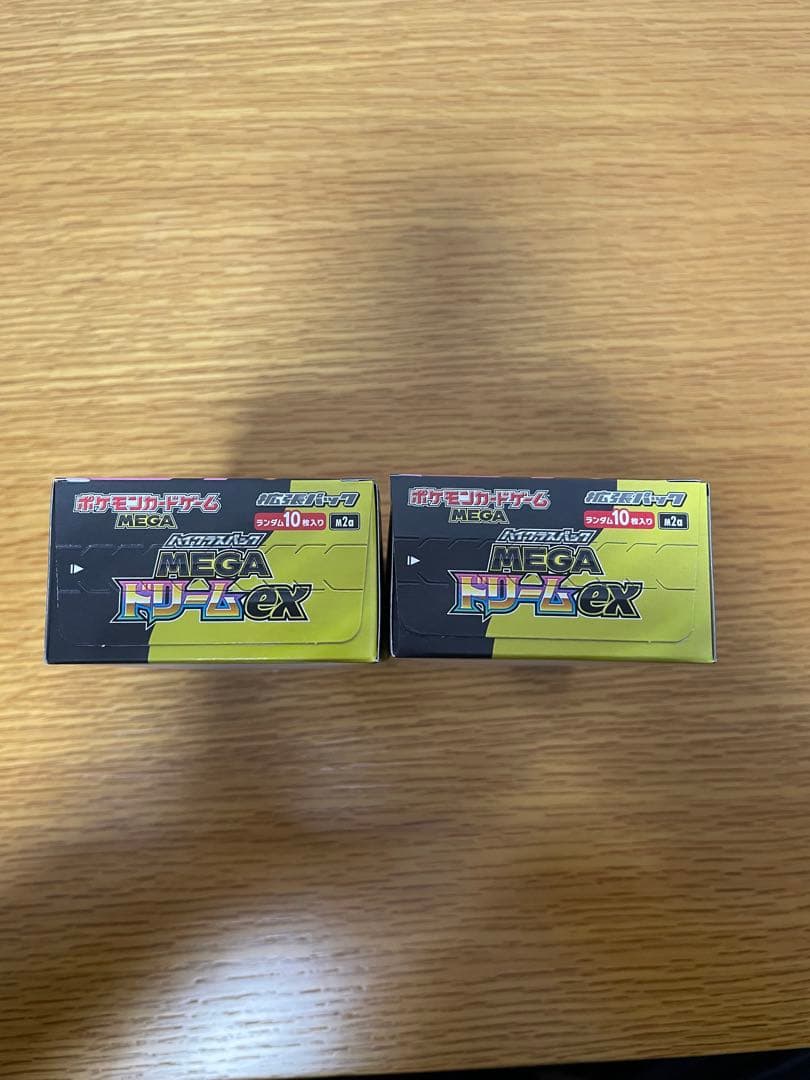 ポケモンカードゲーム
MEGA
拡張パック
ランダム10枚入り
M2a
ハイクラスパック
MEGA
ドリームex
ポケモンカードゲーム
MEGA
拡張パック
ランダム10枚入り
M2a
ハイクラスパック
MEGA
ドリームex